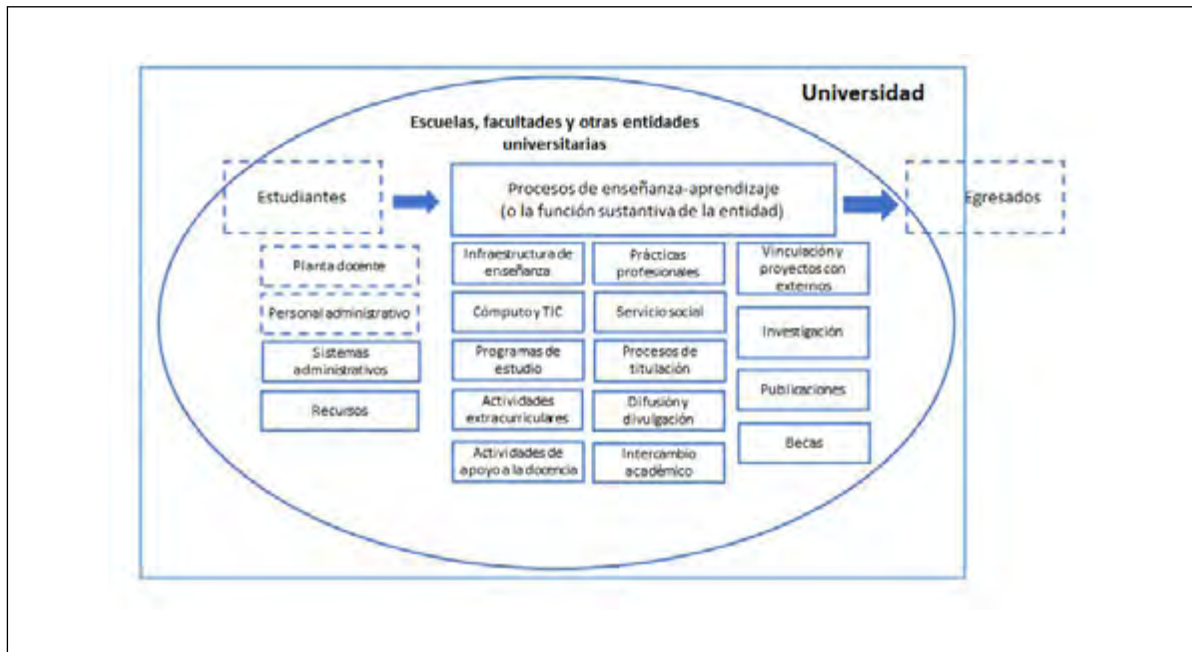 Universidad
Escuelas, facultades y otras entidades
universitarias
Estudiantes
Procesos de enseñanza-aprendizaje
(o la función sustantiva de la entidad)
Egresados
Planta docente
Personal administrativo
Sistemas
administrativos
Recursos
Infraestructura de
enseñanza
Cómputo y TIC
Programas de
estudio
Actividades
extracurriculares
Actividades de
apoyo a la docencia
Prácticas
profesionales
Servicio social
Procesos de
titulación
Difusión y
divulgación
Intercambio
académico
Vinculación y
proyectos con
externos
Investigación
Publicaciones
Becas